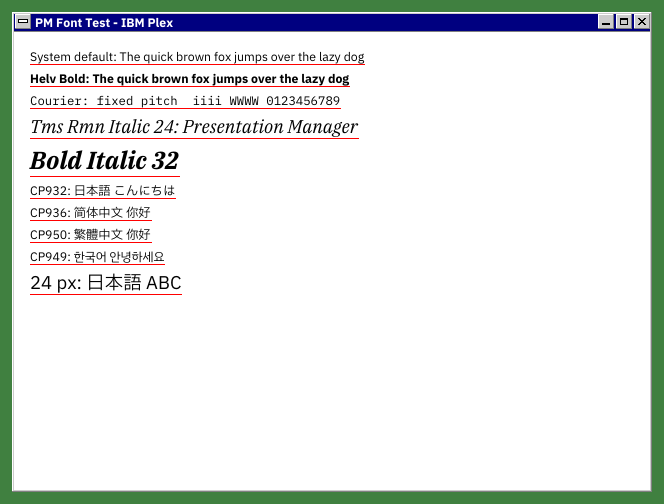 PM Font Test - IBM Plex
System default: The quick brown fox jumps over the lazy dog
Helv Bold: The quick brown fox jumps over the lazy dog
Courier: fixed pitch  iiii WWWW 0123456789
Tms Rmn Italic 24: Presentation Manager
Bold Italic 32
CP932: 日本語 こんにちは
CP936: 简体中文 你好
CP950: 繁體中文 你好
CP949: 한국어 안녕하세요
24 px: 日本語 ABC